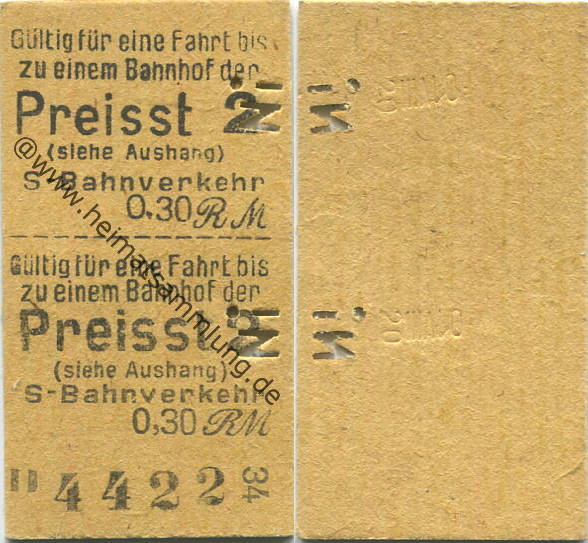 Gültig für eine Fahrt bis
zu einem Bahnhof der
Preisst 2
(siehe Aushang)
S-Bahnverkehr
0,30 RM
Gültig für eine Fahrt bis
zu einem Bahnhof der
Preisst 2
(siehe Aushang)
S-Bahnverkehr
0,30 RM
4422
34
@www.heimatsammlung.de